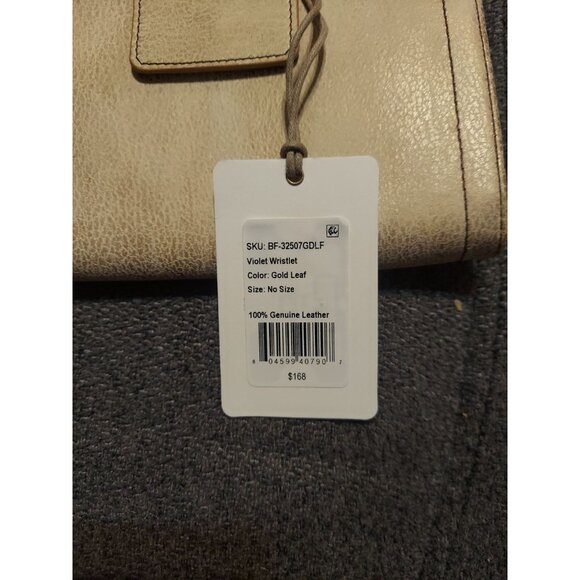 SKU: BF-32507GDLF
Violet Wristlet
Color: Gold Leaf
Size: No Size
100% Genuine Leather
8 04599 40790 7
$168